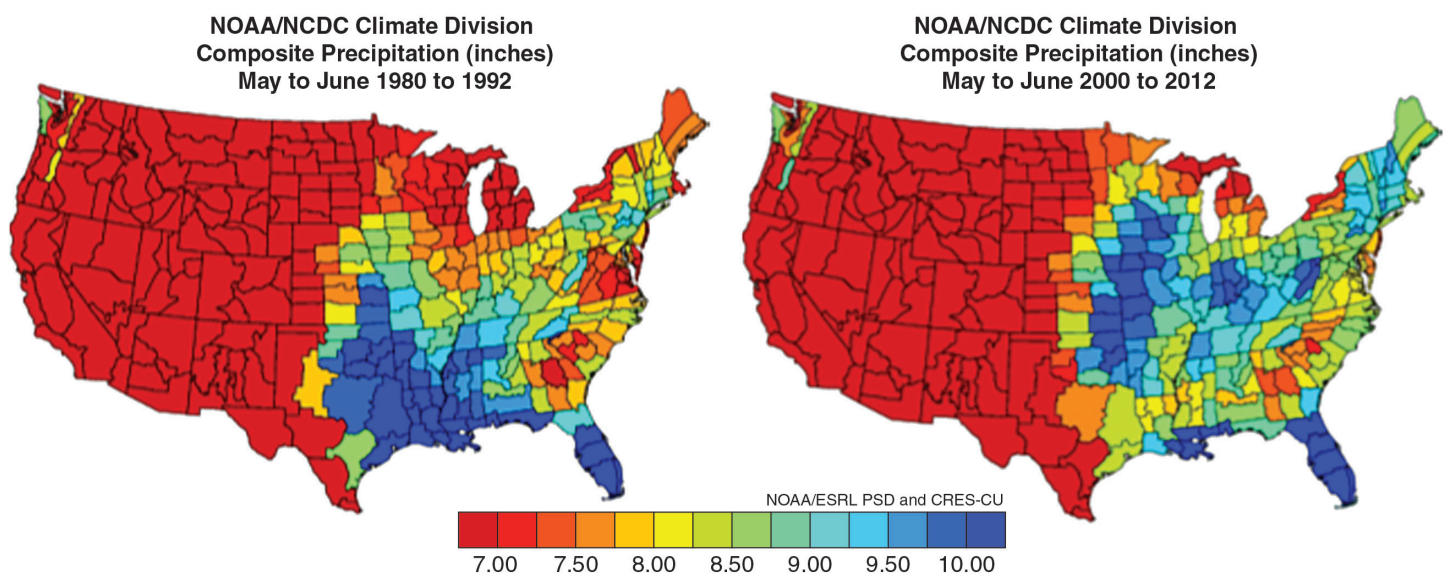 NOAA/NCDC Climate Division
Composite Precipitation (inches)
May to June 1980 to 1992
NOAA/NCDC Climate Division
Composite Precipitation (inches)
May to June 2000 to 2012
NOAA/ESRL PSD and CRES-CU
7.00 7.50 8.00 8.50 9.00 9.50 10.00